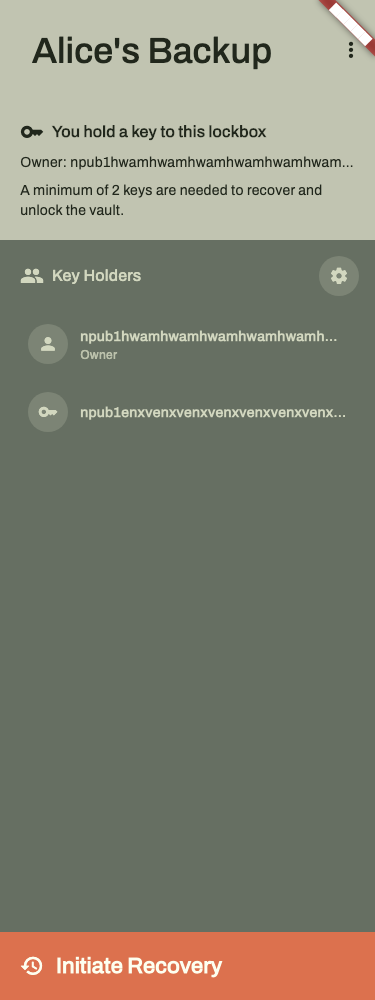 Alice's Backup
You hold a key to this lockbox
Owner: npub1hwamhwamhwamhwamhwamhwam...
A minimum of 2 keys are needed to recover and
unlock the vault.
Key Holders
npub1hwamhwamhwamhwamhwamh...
Owner
npub1enxvenxvenxvenxvenxvenxvenx...
Initiate Recovery